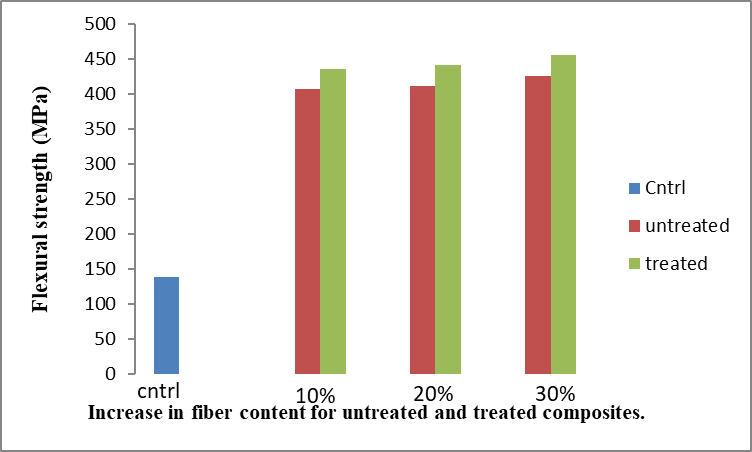 500
450
400
350
300
250
200
150
100
50
0
Flexural strength (MPa)
cntrl
10%
20%
30%
Increase in fiber content for untreated and treated composites.
Cntrl
untreated
treated